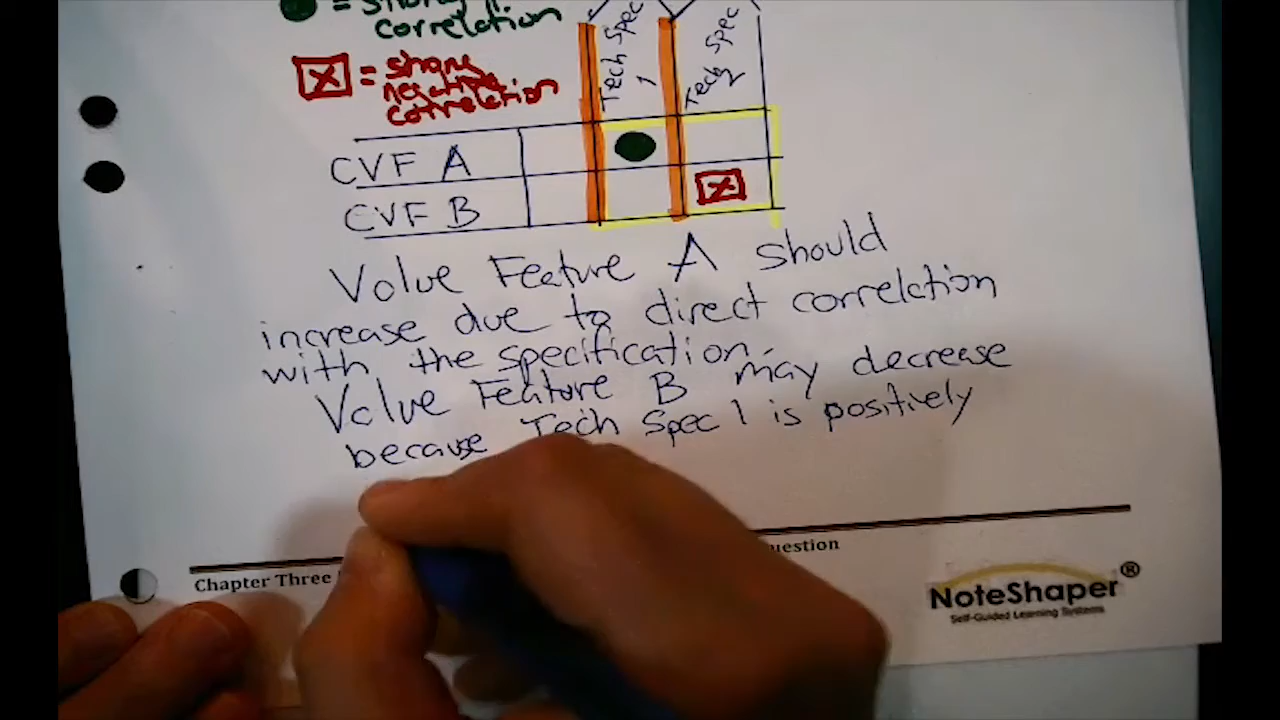 = strong
correlation
= strong
negative
correlation
Tech Spec
1
Tech Spec
2
CVF A
CVF B
Value Feature A should
increase due to direct correlation
with the specification.
Value Feature B may decrease
because Tech Spec 1 is positively
Chapter Three
uestion
NoteShaper®
Self-Guided Learning Systems